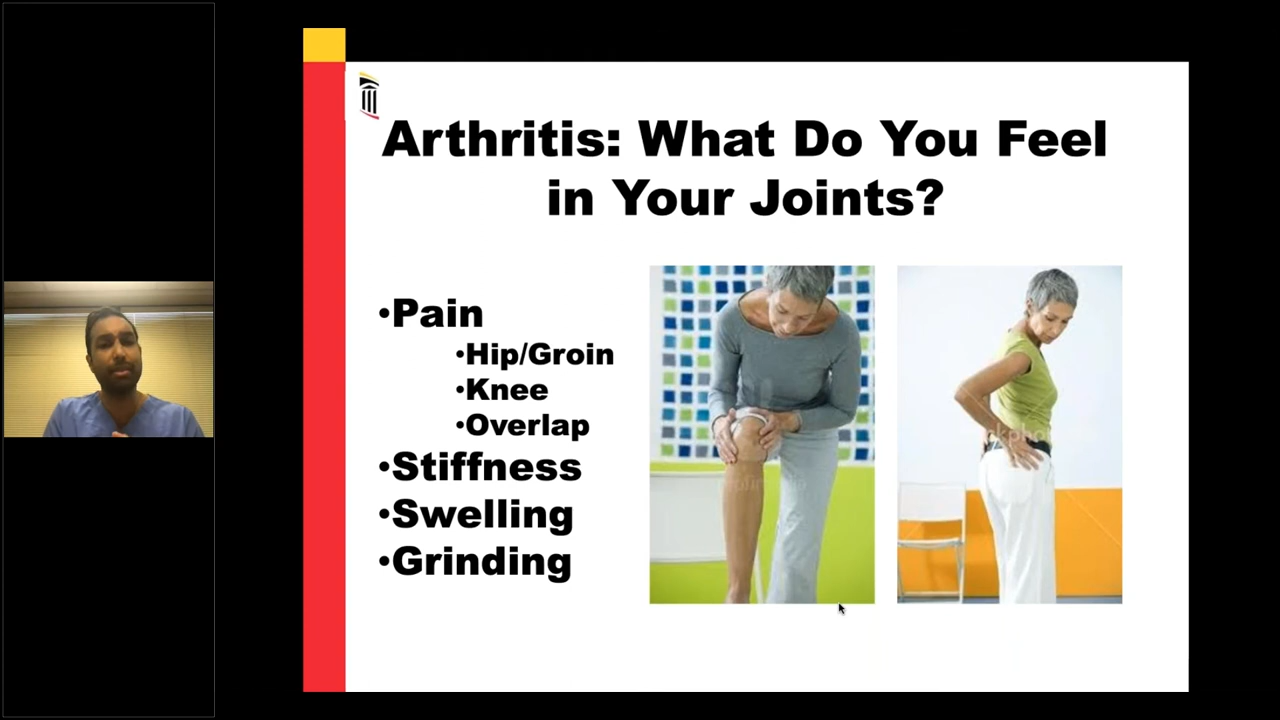 Arthritis: What Do You Feel
in Your Joints?
•Pain
•Hip/Groin
•Knee
•Overlap
•Stiffness
•Swelling
•Grinding